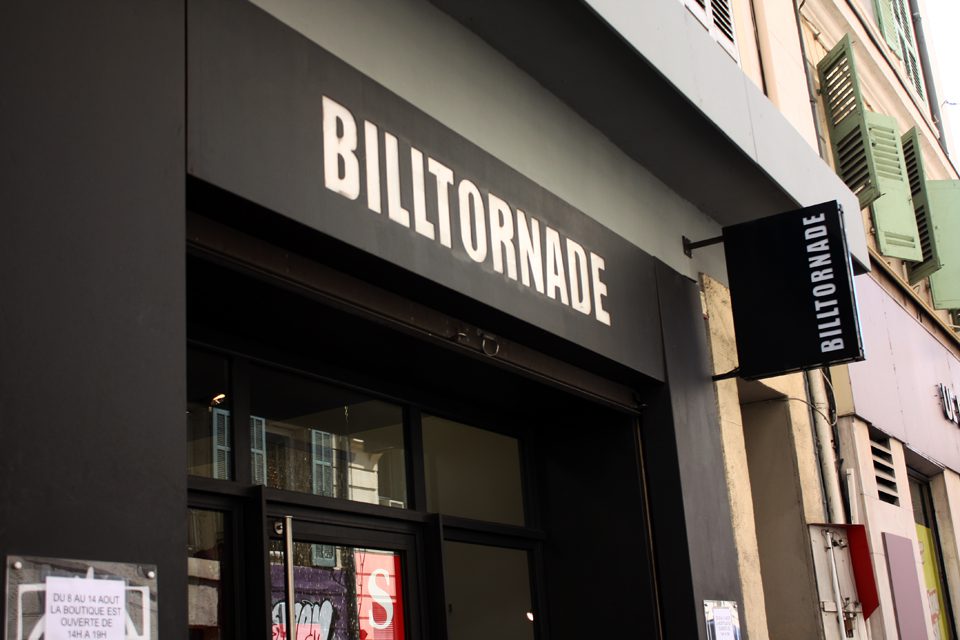 BILLTORNADE
BILLTORNADE
DU 8 AU 14 AOUT
LA BOUTIQUE EST
OUVERTE DE
14H A 19H
S